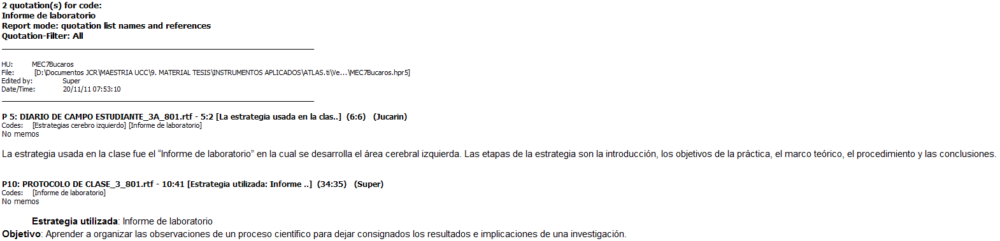 2 quotation(s) for code:
Informe de laboratorio
Report mode: quotation list names and references
Quotation-Filter: All
HU: MEC7Bucaros
File: [D:\Documentos JCR\MAESTRIA UCC\9. MATERIAL TESIS\INSTRUMENTOS APLICADOS\ATLAS.ti\Ve...\MEC7Bucaros.hpr5]
Edited by: Super
Date/Time: 20/11/11 07:53:10
P 5: DIARIO DE CAMPO ESTUDIANTE_3A_801.rtf - 5:2 [La estrategia usada en la clas..] (6:6) (Jucarin)
Codes: [Estrategias cerebro izquierdo] [Informe de laboratorio]
No memos
La estrategia usada en la clase fue el “Informe de laboratorio” en la cual se desarrolla el área cerebral izquierda. Las etapas de la estrategia son la introducción, los objetivos de la práctica, el marco teórico, el procedimiento y las conclusiones.
P10: PROTOCOLO DE CLASE_3_801.rtf - 10:41 [Estrategia utilizada: Informe ..] (34:35) (Super)
Codes: [Informe de laboratorio]
No memos
Estrategia utilizada: Informe de laboratorio
Objetivo: Aprender a organizar las observaciones de un proceso científico para dejar consignados los resultados e implicaciones de una investigación.